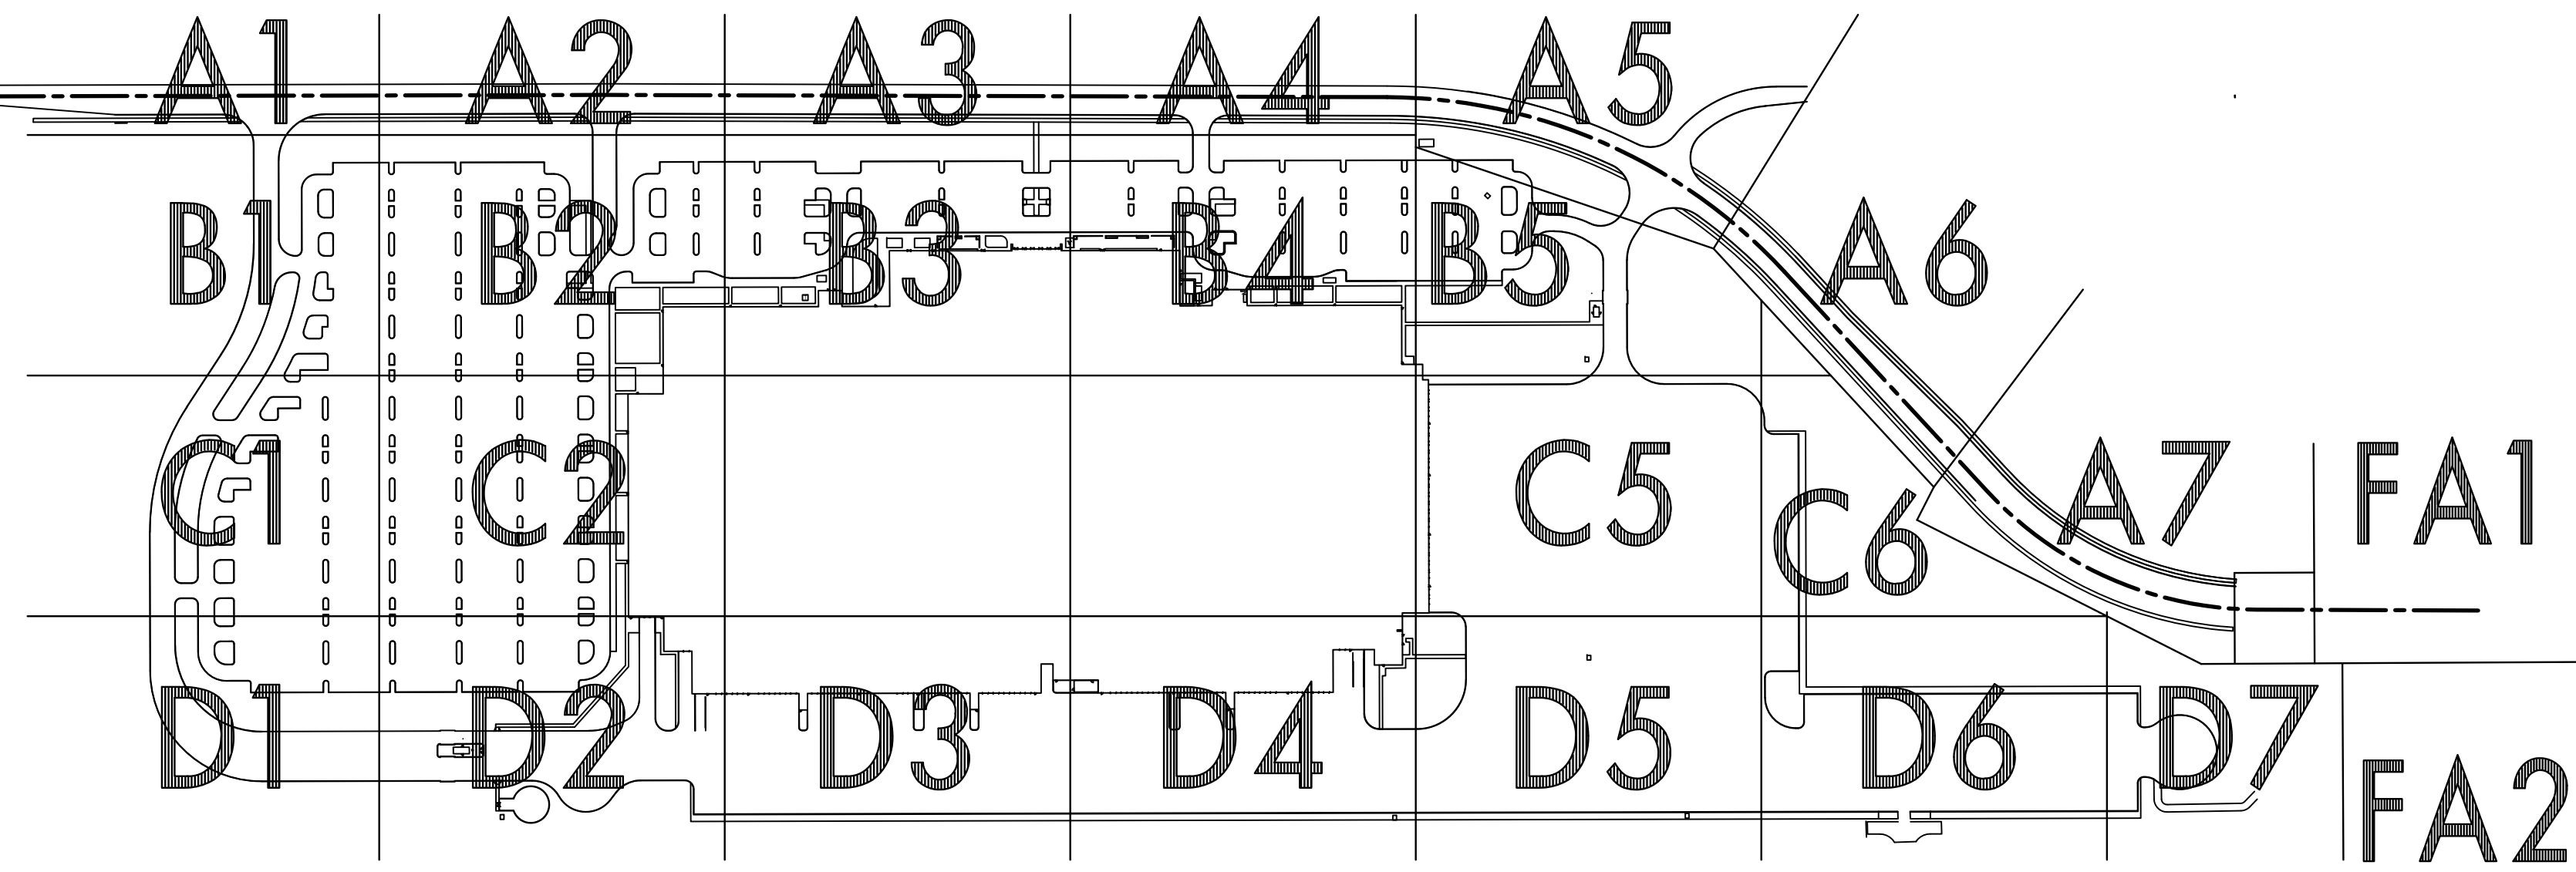 A1 A2 A3 A4 A5
B1 B2 B3 B4 B5 A6
C1 C2 C5 C6 A7 FA1
D1 D2 D3 D4 D5 D6 D7 FA2